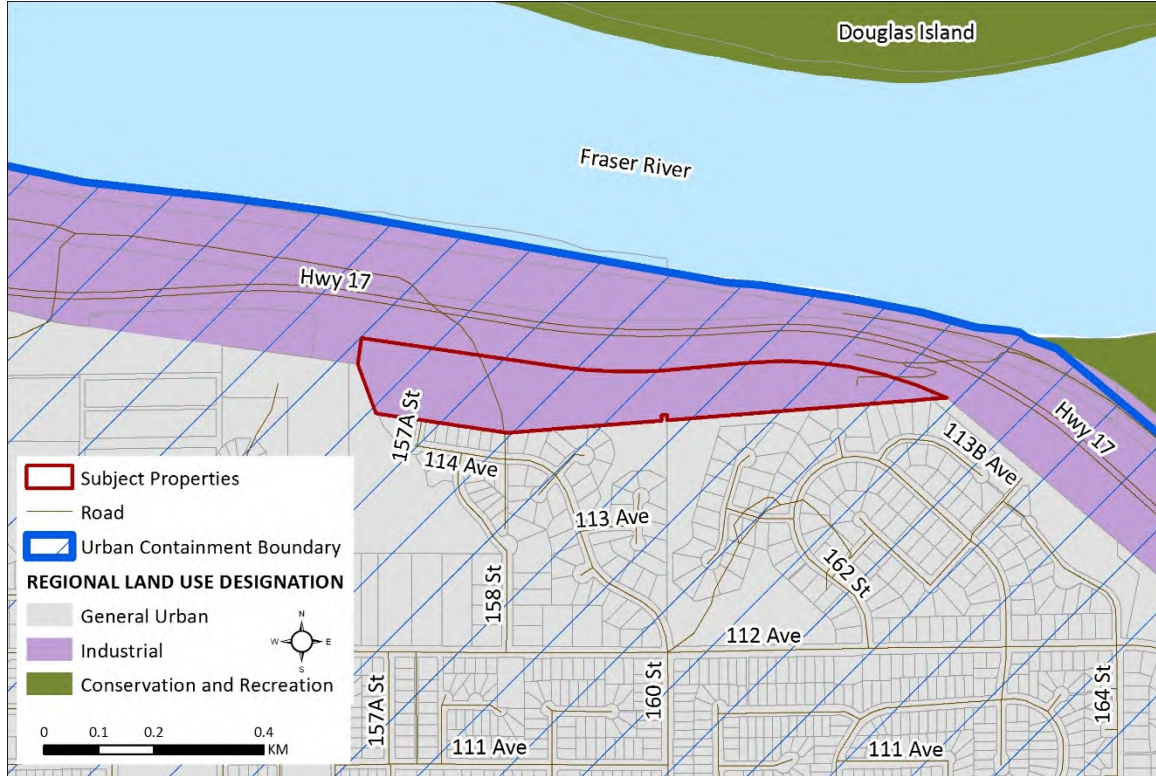 Douglas Island
Fraser River
Hwy 17
157A St
114 Ave
113B Ave
Hwy 17
113 Ave
158 St
162 St
112 Ave
157A St
160 St
164 St
111 Ave
111 Ave
Subject Properties
Road
Urban Containment Boundary
REGIONAL LAND USE DESIGNATION
General Urban
Industrial
Conservation and Recreation
N
W E
S
0 0.1 0.2 0.4
KM